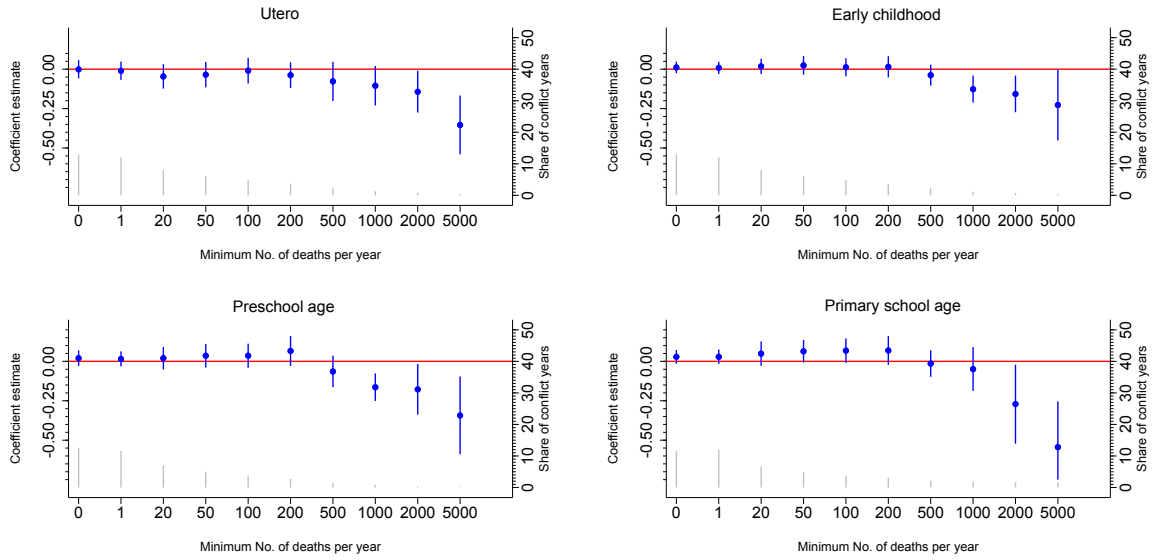 Utero
Coefficient estimate
0.00
-0.25
-0.50
50
40
30
20
10
0
Share of conflict years
0 1 20 50 100 200 500 1000 2000 5000
Minimum No. of deaths per year
Early childhood
Coefficient estimate
0.00
-0.25
-0.50
50
40
30
20
10
0
Share of conflict years
0 1 20 50 100 200 500 1000 2000 5000
Minimum No. of deaths per year
Preschool age
Coefficient estimate
0.00
-0.25
-0.50
50
40
30
20
10
0
Share of conflict years
0 1 20 50 100 200 500 1000 2000 5000
Minimum No. of deaths per year
Primary school age
Coefficient estimate
0.00
-0.25
-0.50
50
40
30
20
10
0
Share of conflict years
0 1 20 50 100 200 500 1000 2000 5000
Minimum No. of deaths per year